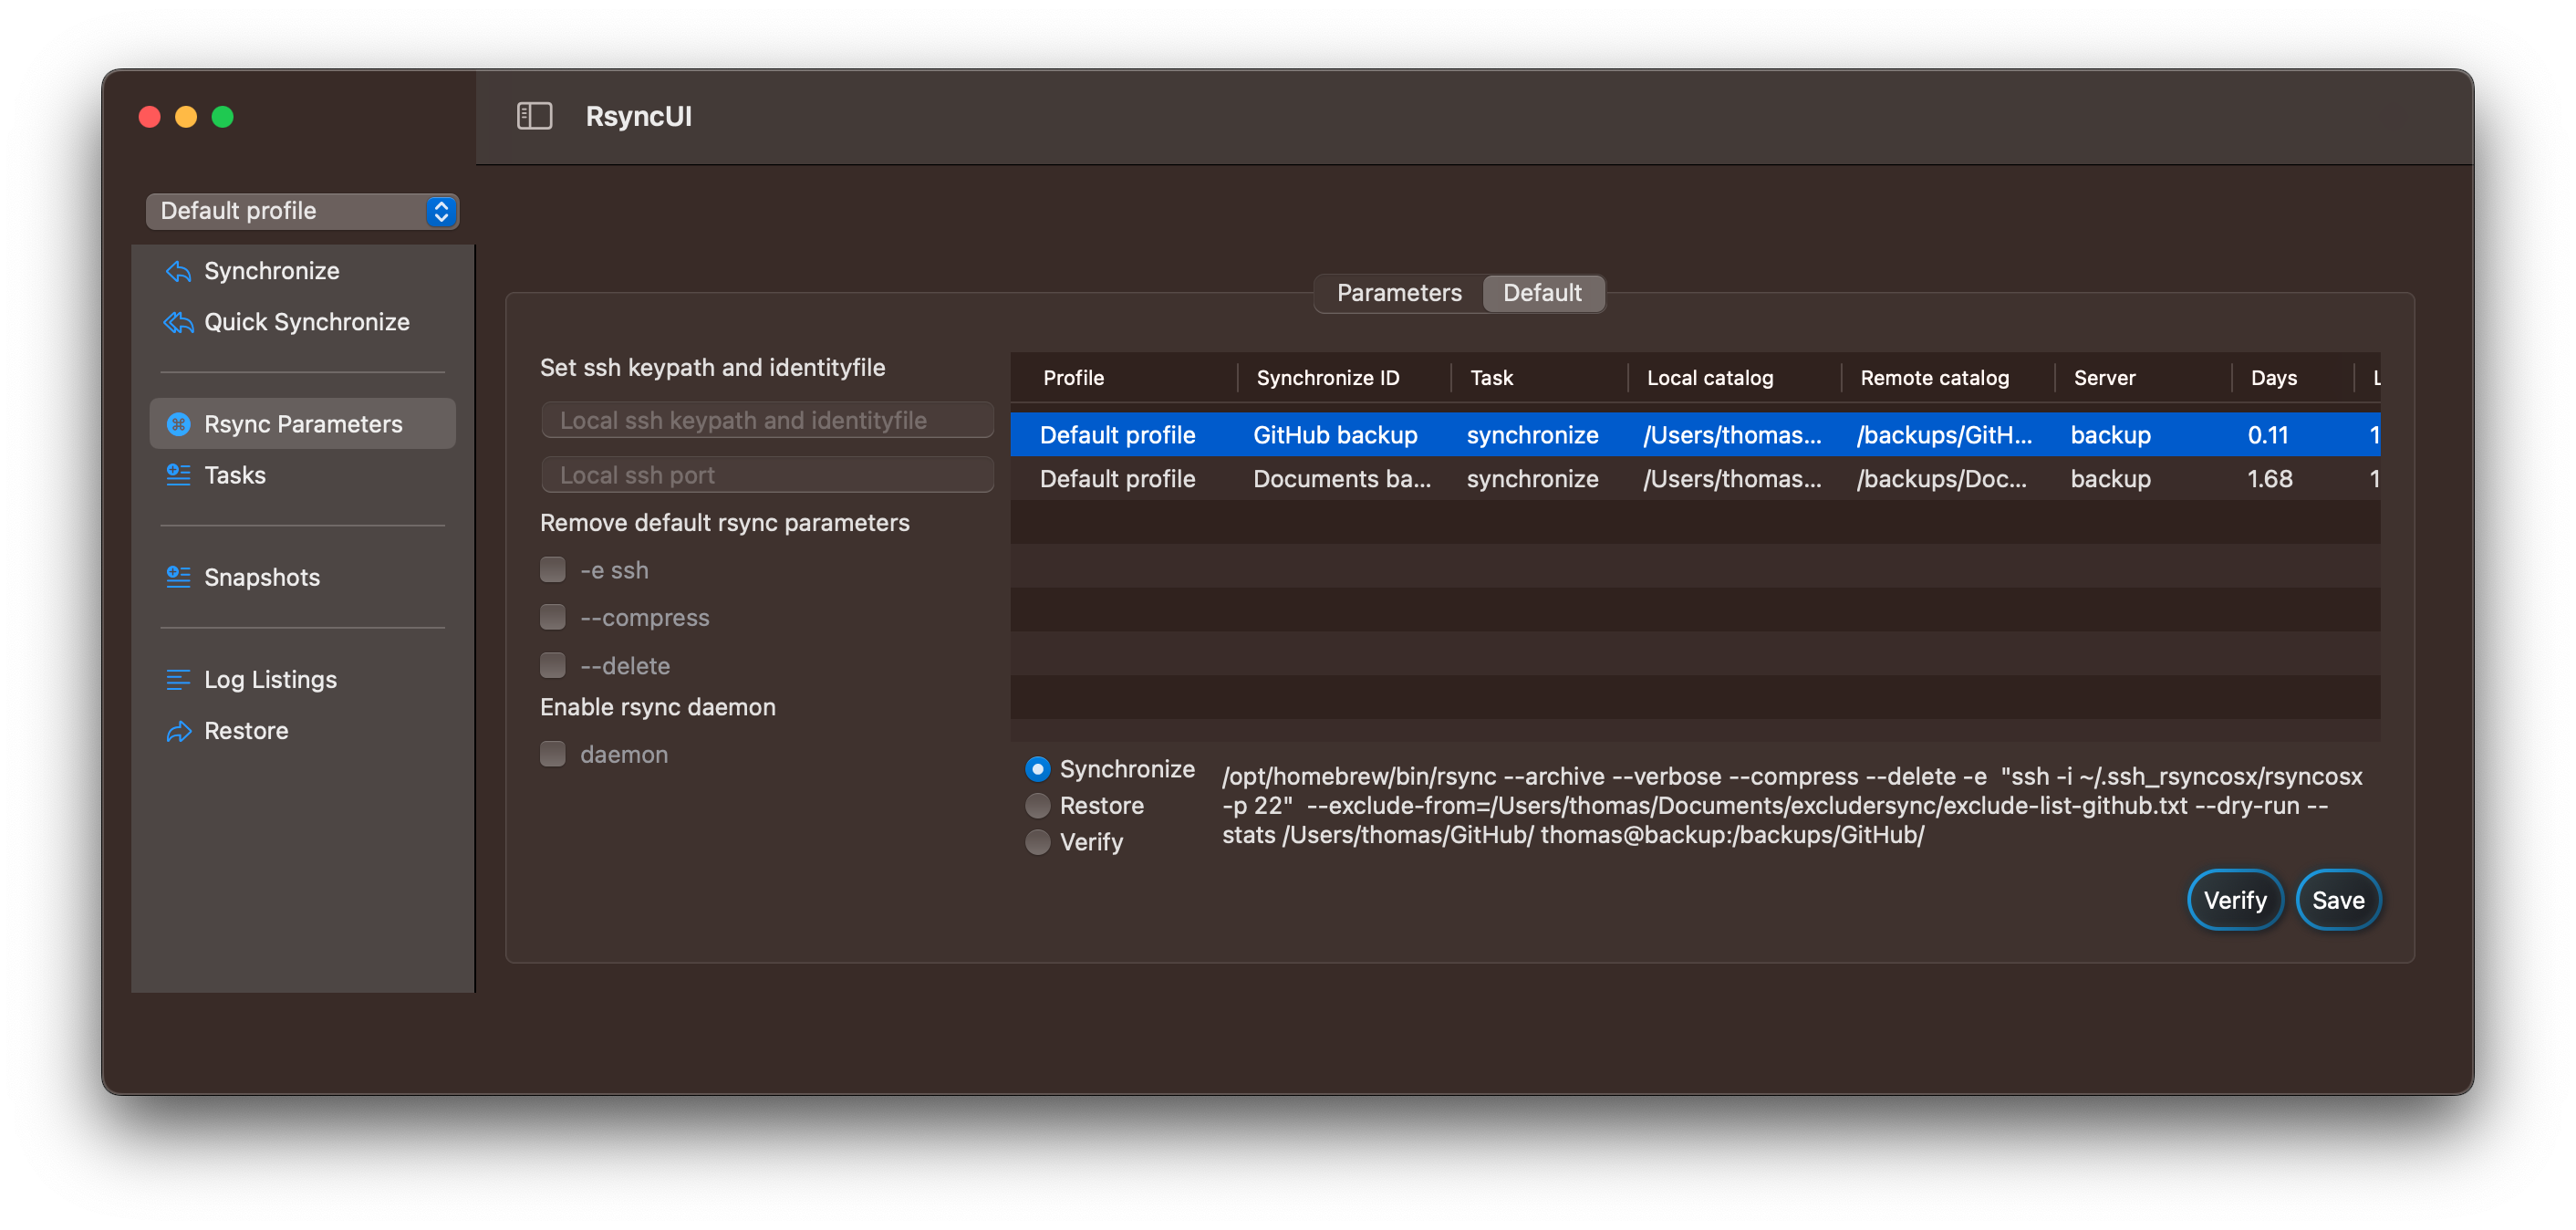 RsyncUI
Default profile
Synchronize
Quick Synchronize
Rsync Parameters
Tasks
Snapshots
Log Listings
Restore
Parameters Default
Set ssh keypath and identityfile
Local ssh keypath and identityfile
Local ssh port
Remove default rsync parameters
-e ssh
--compress
--delete
Enable rsync daemon
daemon
Profile Synchronize ID Task Local catalog Remote catalog Server Days
Default profile GitHub backup synchronize /Users/thomas... /backups/GitH... backup 0.11 1
Default profile Documents ba... synchronize /Users/thomas... /backups/Doc... backup 1.68 1
Synchronize
Restore
Verify
/opt/homebrew/bin/rsync --archive --verbose --compress --delete -e  "ssh -i ~/.ssh_rsyncosx/rsyncosx
-p 22"  --exclude-from=/Users/thomas/Documents/excludersync/exclude-list-github.txt --dry-run --
stats /Users/thomas/GitHub/ thomas@backup:/backups/GitHub/
Verify Save